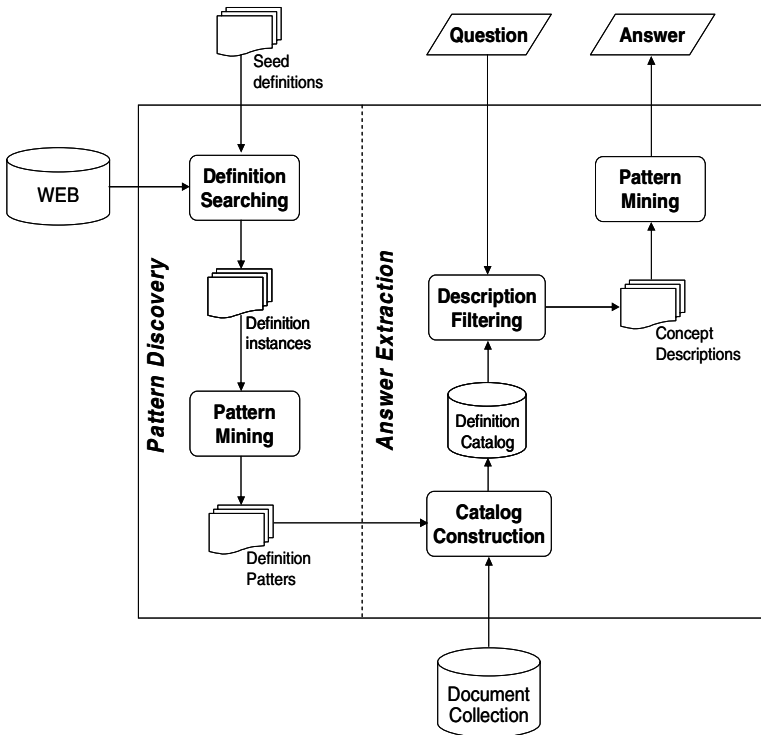 Question
Answer
Seed
definitions
Definition
Searching
WEB
Pattern
Mining
Pattern Discovery
Definition
instances
Answer Extraction
Description
Filtering
Concept
Descriptions
Pattern
Mining
Definition
Catalog
Definition
Patters
Catalog
Construction
Document
Collection